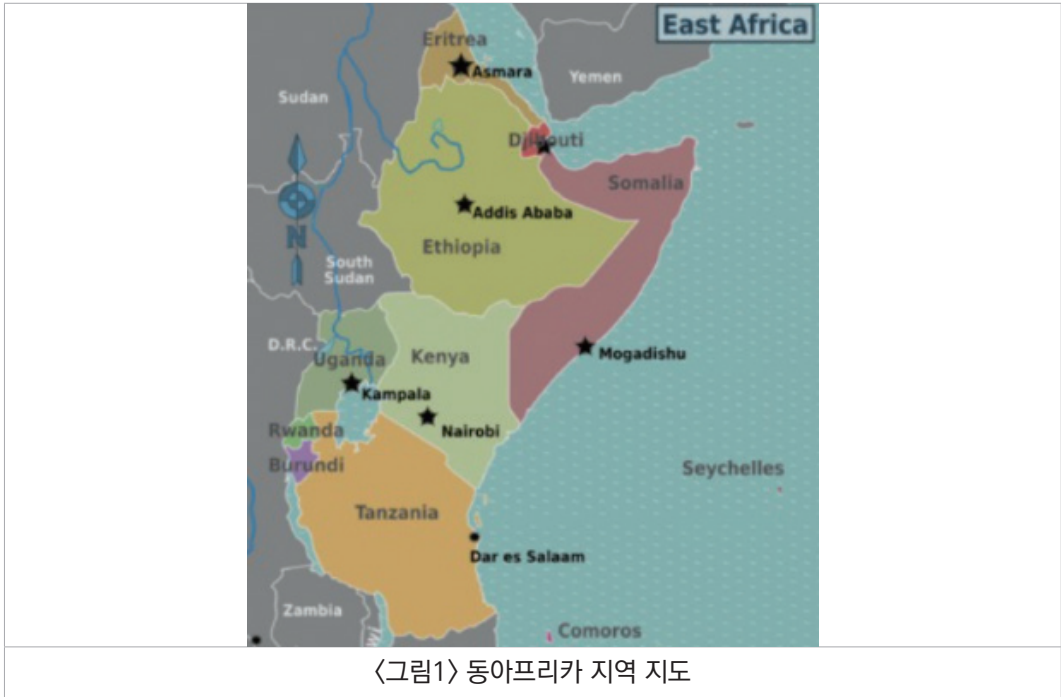 East Africa
Eritrea
Asmara
Yemen
Sudan
Djibouti
Somalia
Addis Ababa
Ethiopia
N
South
Sudan
D.R.C.
Uganda
Kenya
Mogadishu
Kampala
Rwanda
Nairobi
Burundi
Seychelles
Tanzania
Dar es Salaam
Zambia
Comoros
〈그림1〉 동아프리카 지역 지도